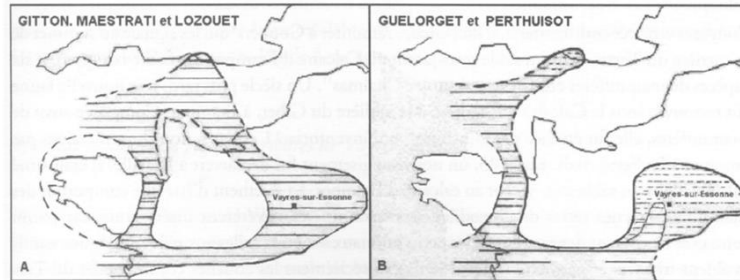 GITTON, MAESTRATI et LOZOUET
Vayres-sur-Essonne
A
GUELORGET et PERTHUISOT
Vayres-sur-Essonne
B